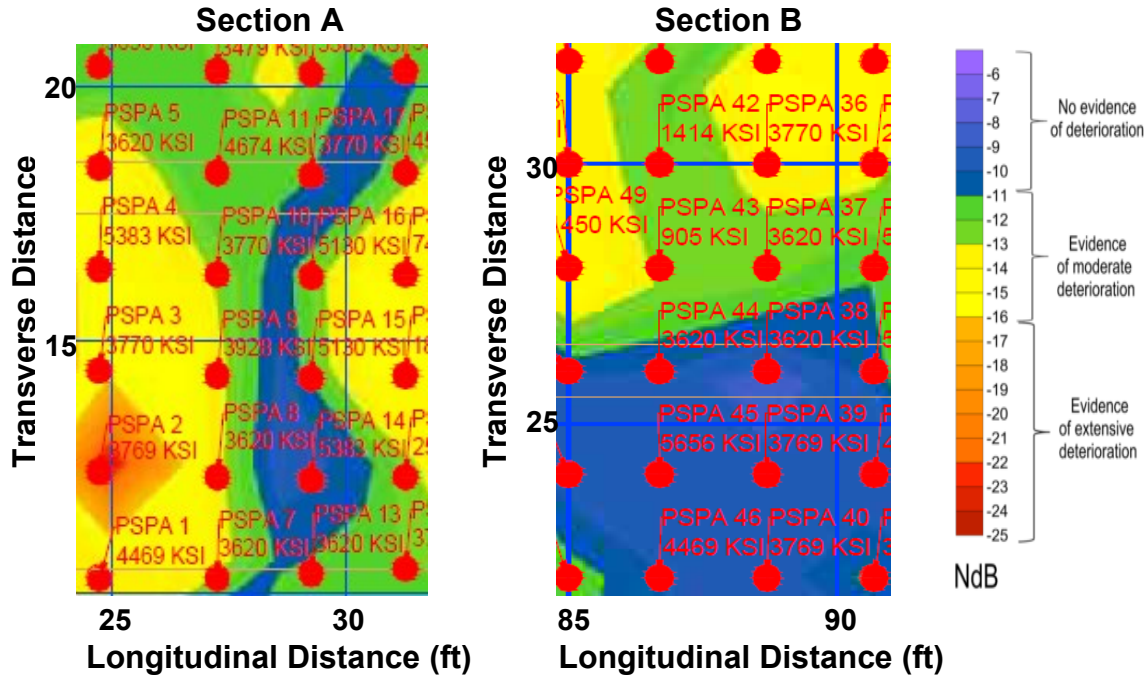 Section A
Section B
3479 KSI
20
PSPA 5
3620 KSI
PSPA 11
4674 KSI
PSPA 17
3770 KSI
PSPA 4
5383 KSI
PSPA 10
3770 KSI
PSPA 16
5130 KSI
15
PSPA 3
3770 KSI
PSPA 9
3928 KSI
PSPA 15
5130 KSI
PSPA 2
3769 KSI
PSPA 8
3620 KSI
PSPA 14
5383 KSI
PSPA 1
4469 KSI
PSPA 7
3620 KSI
PSPA 13
3620 KSI
25
30
Transverse Distance
Longitudinal Distance (ft)
PSPA 42
1414 KSI
PSPA 36
3770 KSI
30
PSPA 49
450 KSI
PSPA 43
905 KSI
PSPA 37
3620 KSI
PSPA 44
3620 KSI
PSPA 38
3620 KSI
25
PSPA 45
5656 KSI
PSPA 39
3769 KSI
PSPA 46
4469 KSI
PSPA 40
3769 KSI
85
90
Transverse Distance
Longitudinal Distance (ft)
-6
-7
-8
-9
-10
-11
-12
-13
-14
-15
-16
-17
-18
-19
-20
-21
-22
-23
-24
-25
NdB
No evidence
of deterioration
Evidence
of moderate
deterioration
Evidence
of extensive
deterioration